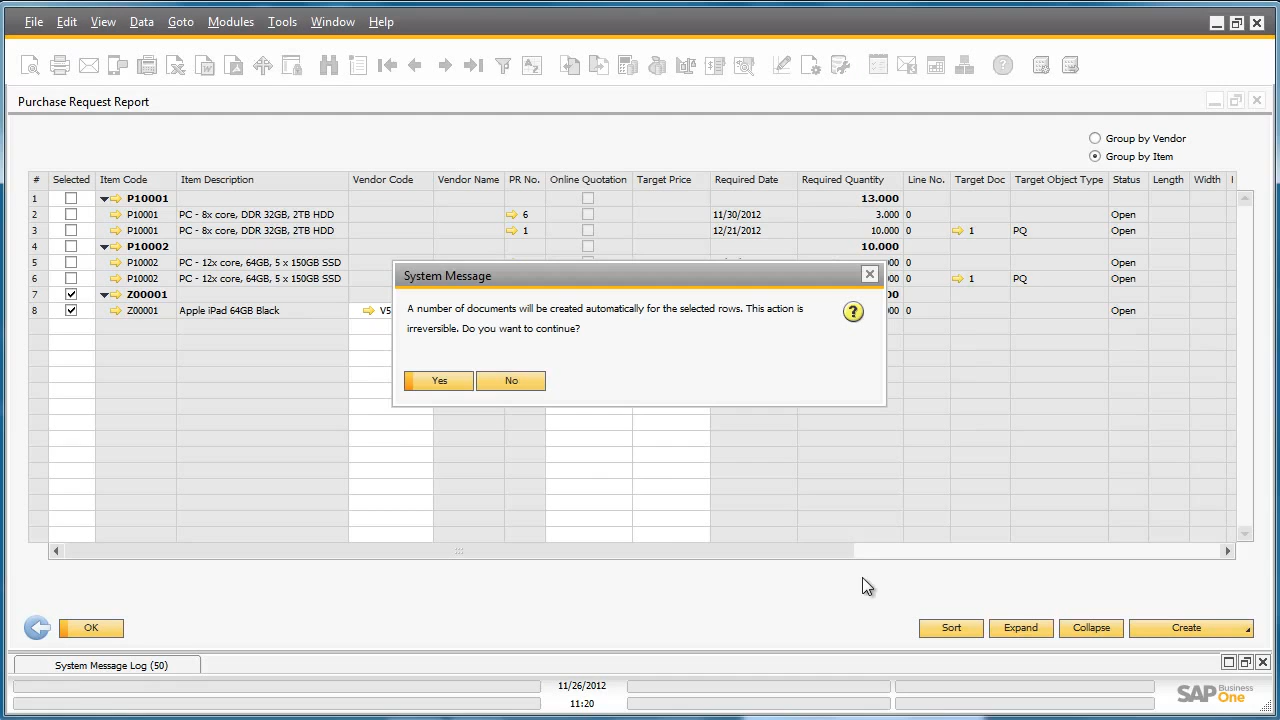 File Edit View Data Goto Modules Tools Window Help
Purchase Request Report
Group by Vendor
Group by Item
# Selected Item Code Item Description Vendor Code Vendor Name PR No. Online Quotation Target Price Required Date Required Quantity Line No. Target Doc Target Object Type Status Length Width
1 P10001 13.000
2 P10001 PC - 8x core, DDR 32GB, 2TB HDD 6 11/30/2012 3.000 0 Open
3 P10001 PC - 8x core, DDR 32GB, 2TB HDD 1 12/21/2012 10.000 0 1 PQ Open
4 P10002 10.000
5 P10002 PC - 12x core, 64GB, 5 x 150GB SSD 0 Open
6 P10002 PC - 12x core, 64GB, 5 x 150GB SSD 0 1 PQ Open
7 Z00001
8 Z00001 Apple iPad 64GB Black V5 0 Open
System Message
A number of documents will be created automatically for the selected rows. This action is
irreversible. Do you want to continue?
?
Yes No
OK Sort Expand Collapse Create
System Message Log (50)
11/26/2012
11:20
SAP Business One